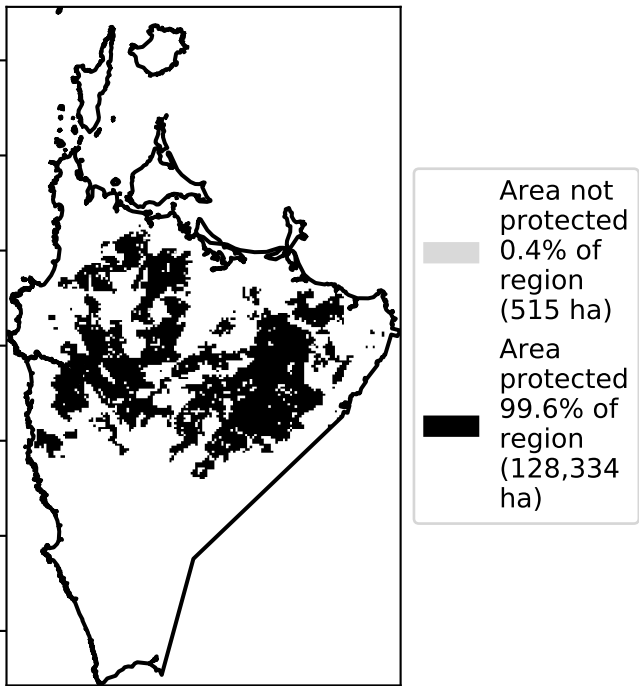 Area not
protected
0.4% of
region
(515 ha)
Area
protected
99.6% of
region
(128,334
ha)